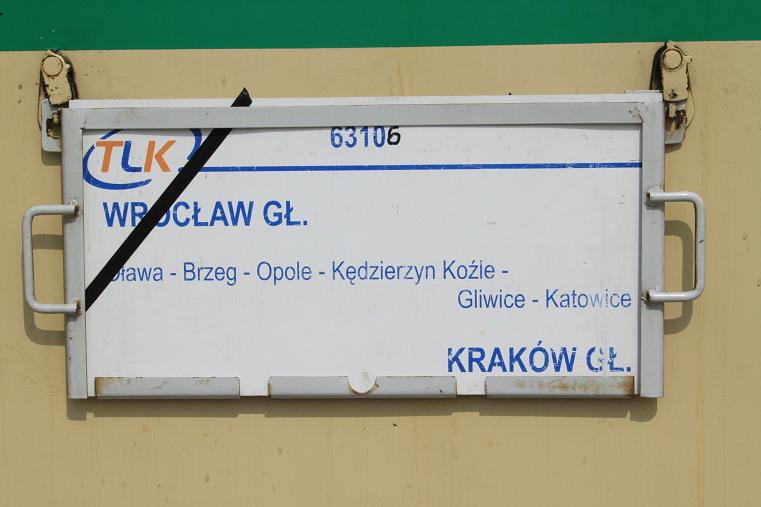 TLK
63106
WROCŁAW GŁ.
Oława - Brzeg - Opole - Kędzierzyn Koźle -
Gliwice - Katowice
KRAKÓW GŁ.